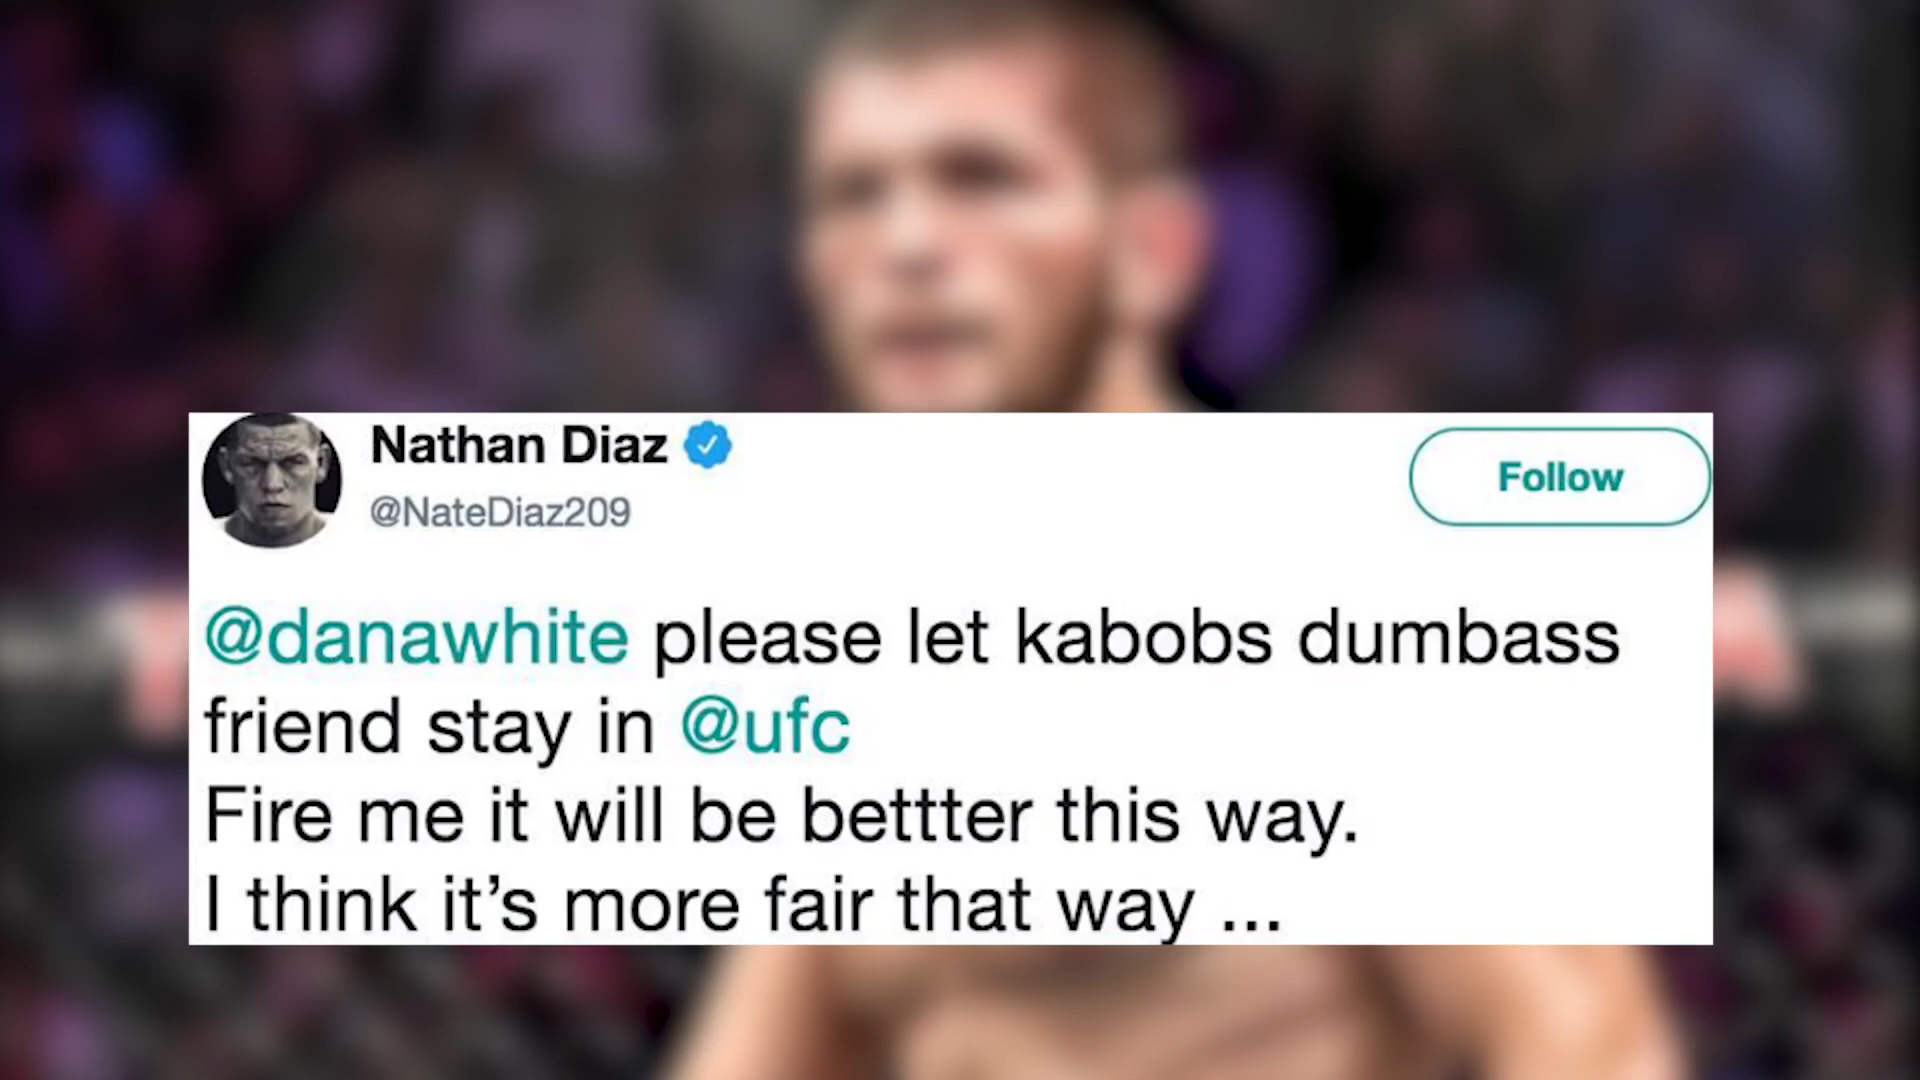 Nathan Diaz
@NateDiaz209
Follow
@danawhite please let kabobs dumbass
friend stay in @ufc
Fire me it will be bettter this way.
I think it’s more fair that way ...